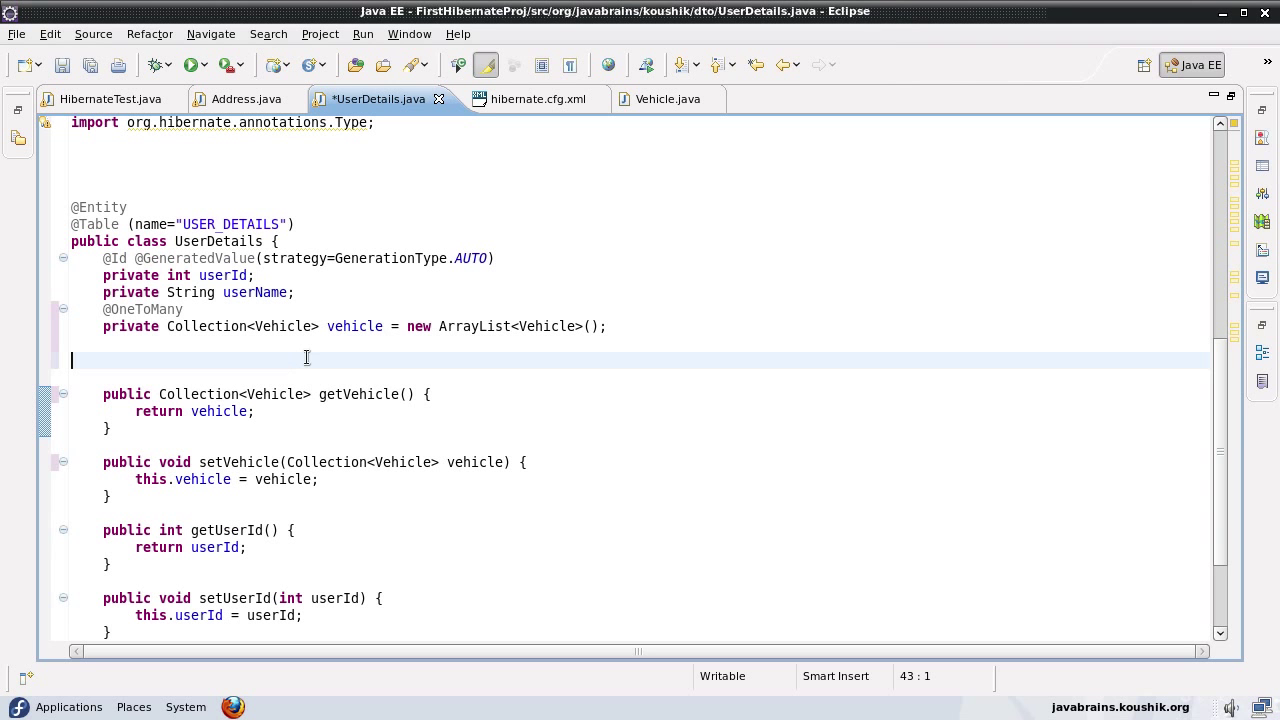 Java EE - FirstHibernateProj/src/org/javabrains/koushik/dto/UserDetails.java - Eclipse
File Edit Source Refactor Navigate Search Project Run Window Help
Java EE »
HibernateTest.java Address.java *UserDetails.java hibernate.cfg.xml Vehicle.java
import org.hibernate.annotations.Type;
@Entity
@Table (name="USER_DETAILS")
public class UserDetails {
@Id @GeneratedValue(strategy=GenerationType.AUTO)
private int userId;
private String userName;
@OneToMany
private Collection<Vehicle> vehicle = new ArrayList<Vehicle>();
public Collection<Vehicle> getVehicle() {
return vehicle;
}
public void setVehicle(Collection<Vehicle> vehicle) {
this.vehicle = vehicle;
}
public int getUserId() {
return userId;
}
public void setUserId(int userId) {
this.userId = userId;
}
Writable Smart Insert 43 : 1
Applications Places System javabrains.koushik.org